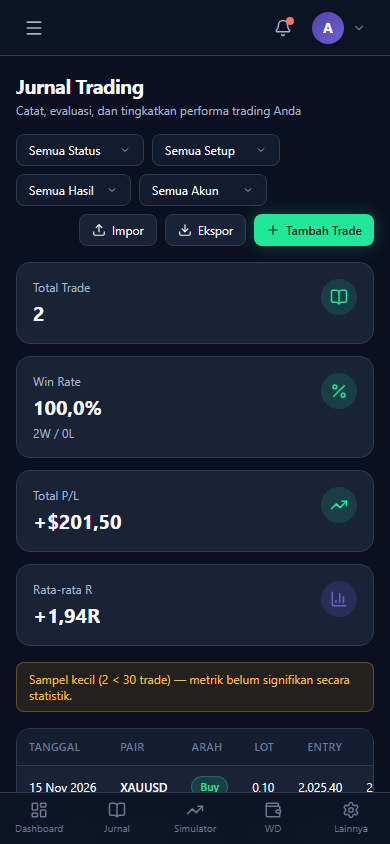 A
Jurnal Trading
Catat, evaluasi, dan tingkatkan performa trading Anda
Semua Status
Semua Setup
Semua Hasil
Semua Akun
Impor
Ekspor
+ Tambah Trade
Total Trade
2
Win Rate
100,0%
2W / 0L
Total P/L
+$201,50
Rata-rata R
+1,94R
Sampel kecil (2 < 30 trade) — metrik belum signifikan secara
statistik.
TANGGAL PAIR ARAH LOT ENTRY
15 Nov 2026 XAUUSD Buy 0.10 2,025.40 2
Dashboard Jurnal Simulator WD Lainnya